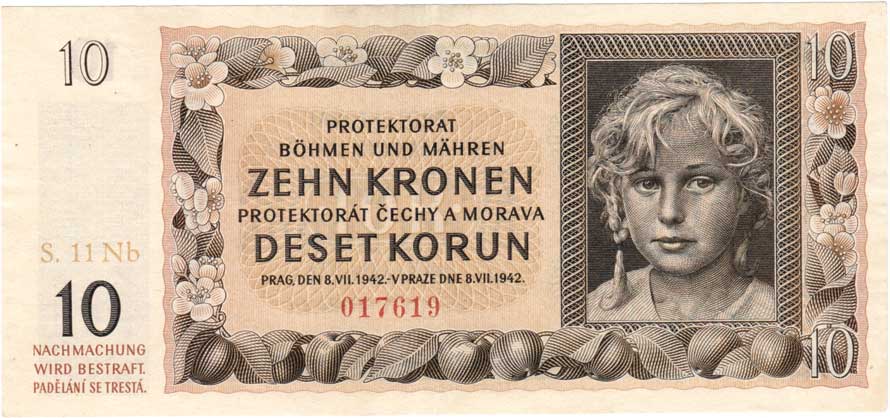 10
10
PROTEKTORAT
BÖHMEN UND MÄHREN
ZEHN KRONEN
PROTEKTORÁT ČECHY A MORAVA
DESET KORUN
PRAG, DEN 8.VII.1942.-V PRAZE DNE 8.VII.1942.
017619
S. 11 Nb
10
NACHMACHUNG
WIRD BESTRAFT.
PADĚLÁNÍ SE TRESTÁ.
10